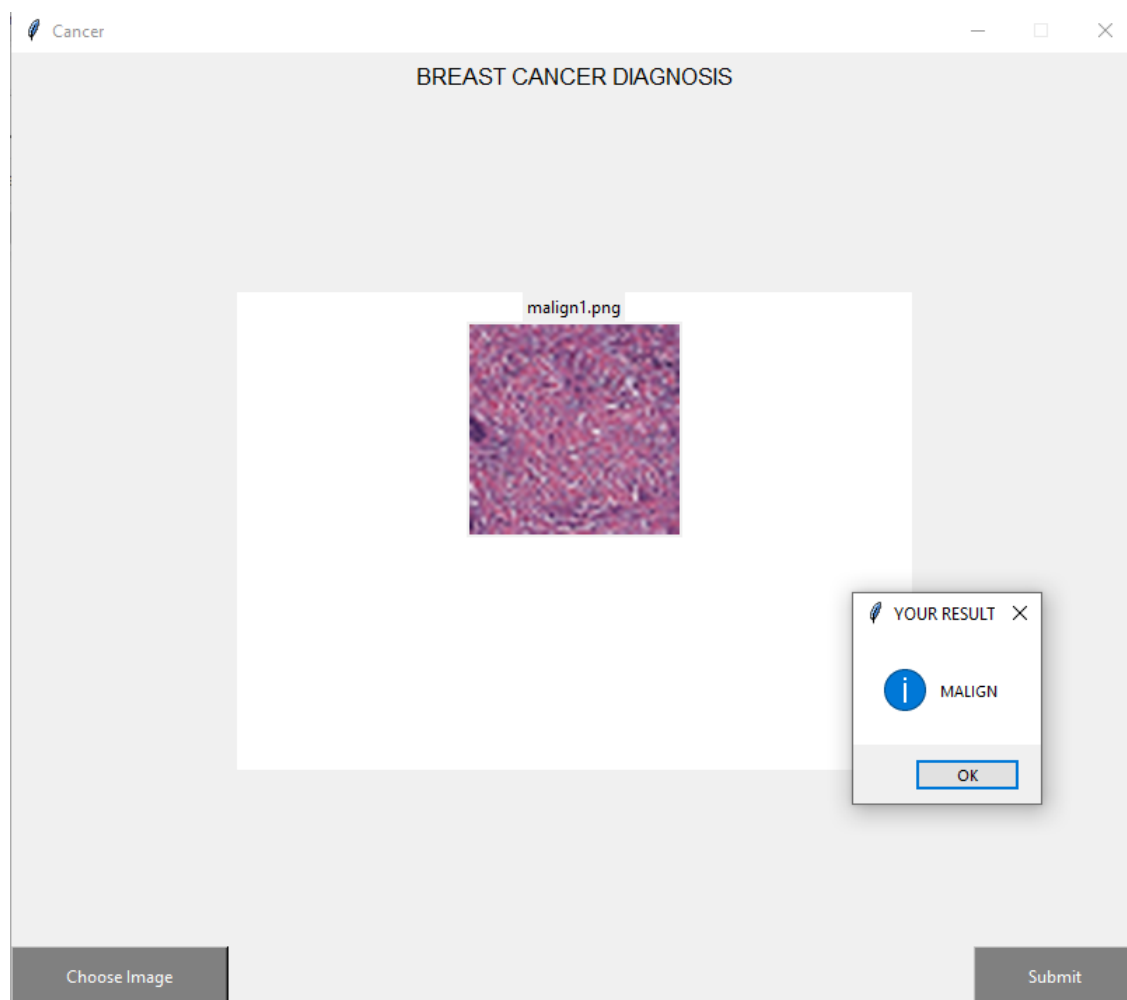 Cancer
BREAST CANCER DIAGNOSIS
malign1.png
YOUR RESULT
MALIGN
OK
Choose Image
Submit